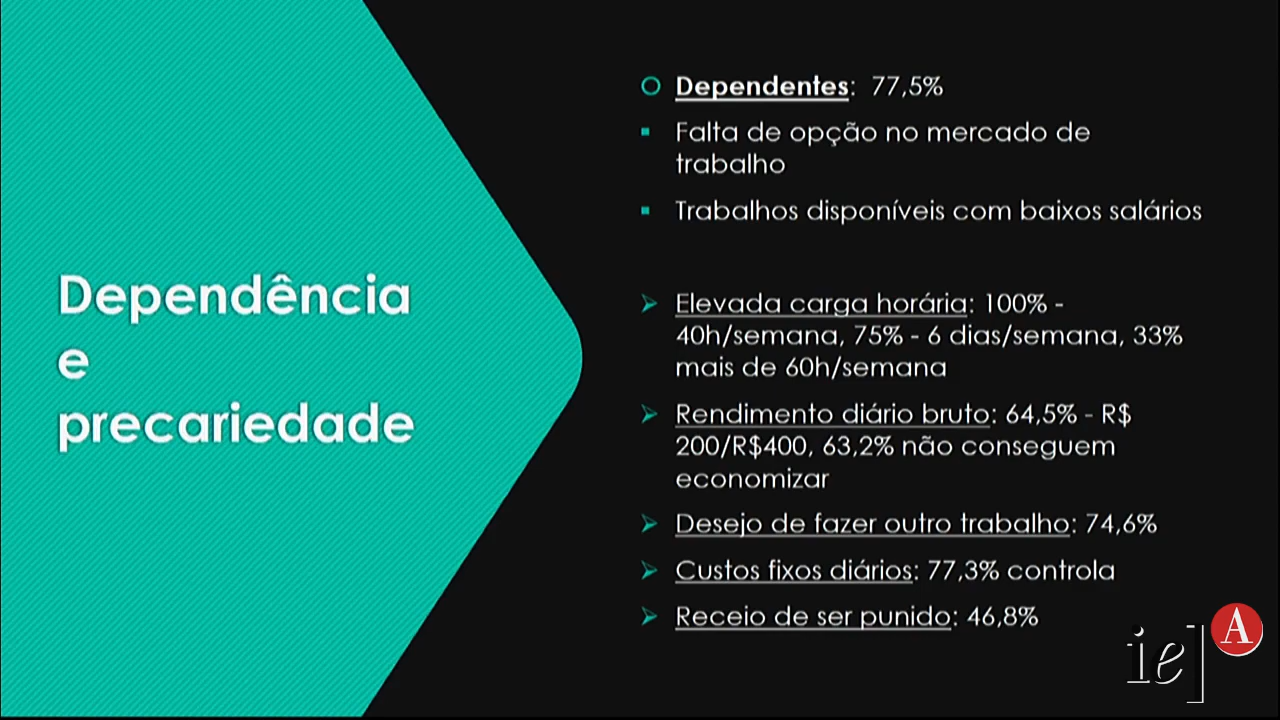 Dependência
e
precariedade
Dependentes: 77,5%
Falta de opção no mercado de
trabalho
Trabalhos disponíveis com baixos salários
Elevada carga horária: 100% -
40h/semana, 75% - 6 dias/semana, 33%
mais de 60h/semana
Rendimento diário bruto: 64,5% - R$
200/R$400, 63,2% não conseguem
economizar
Desejo de fazer outro trabalho: 74,6%
Custos fixos diários: 77,3% controla
Receio de ser punido: 46,8%
ie] A